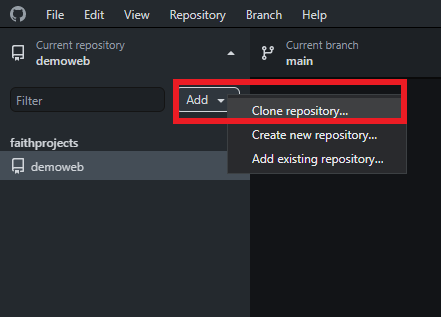 File Edit View Repository Branch Help
Current repository
demoweb
Current branch
main
Filter
Add
Clone repository...
Create new repository...
Add existing repository...
faithprojects
demoweb